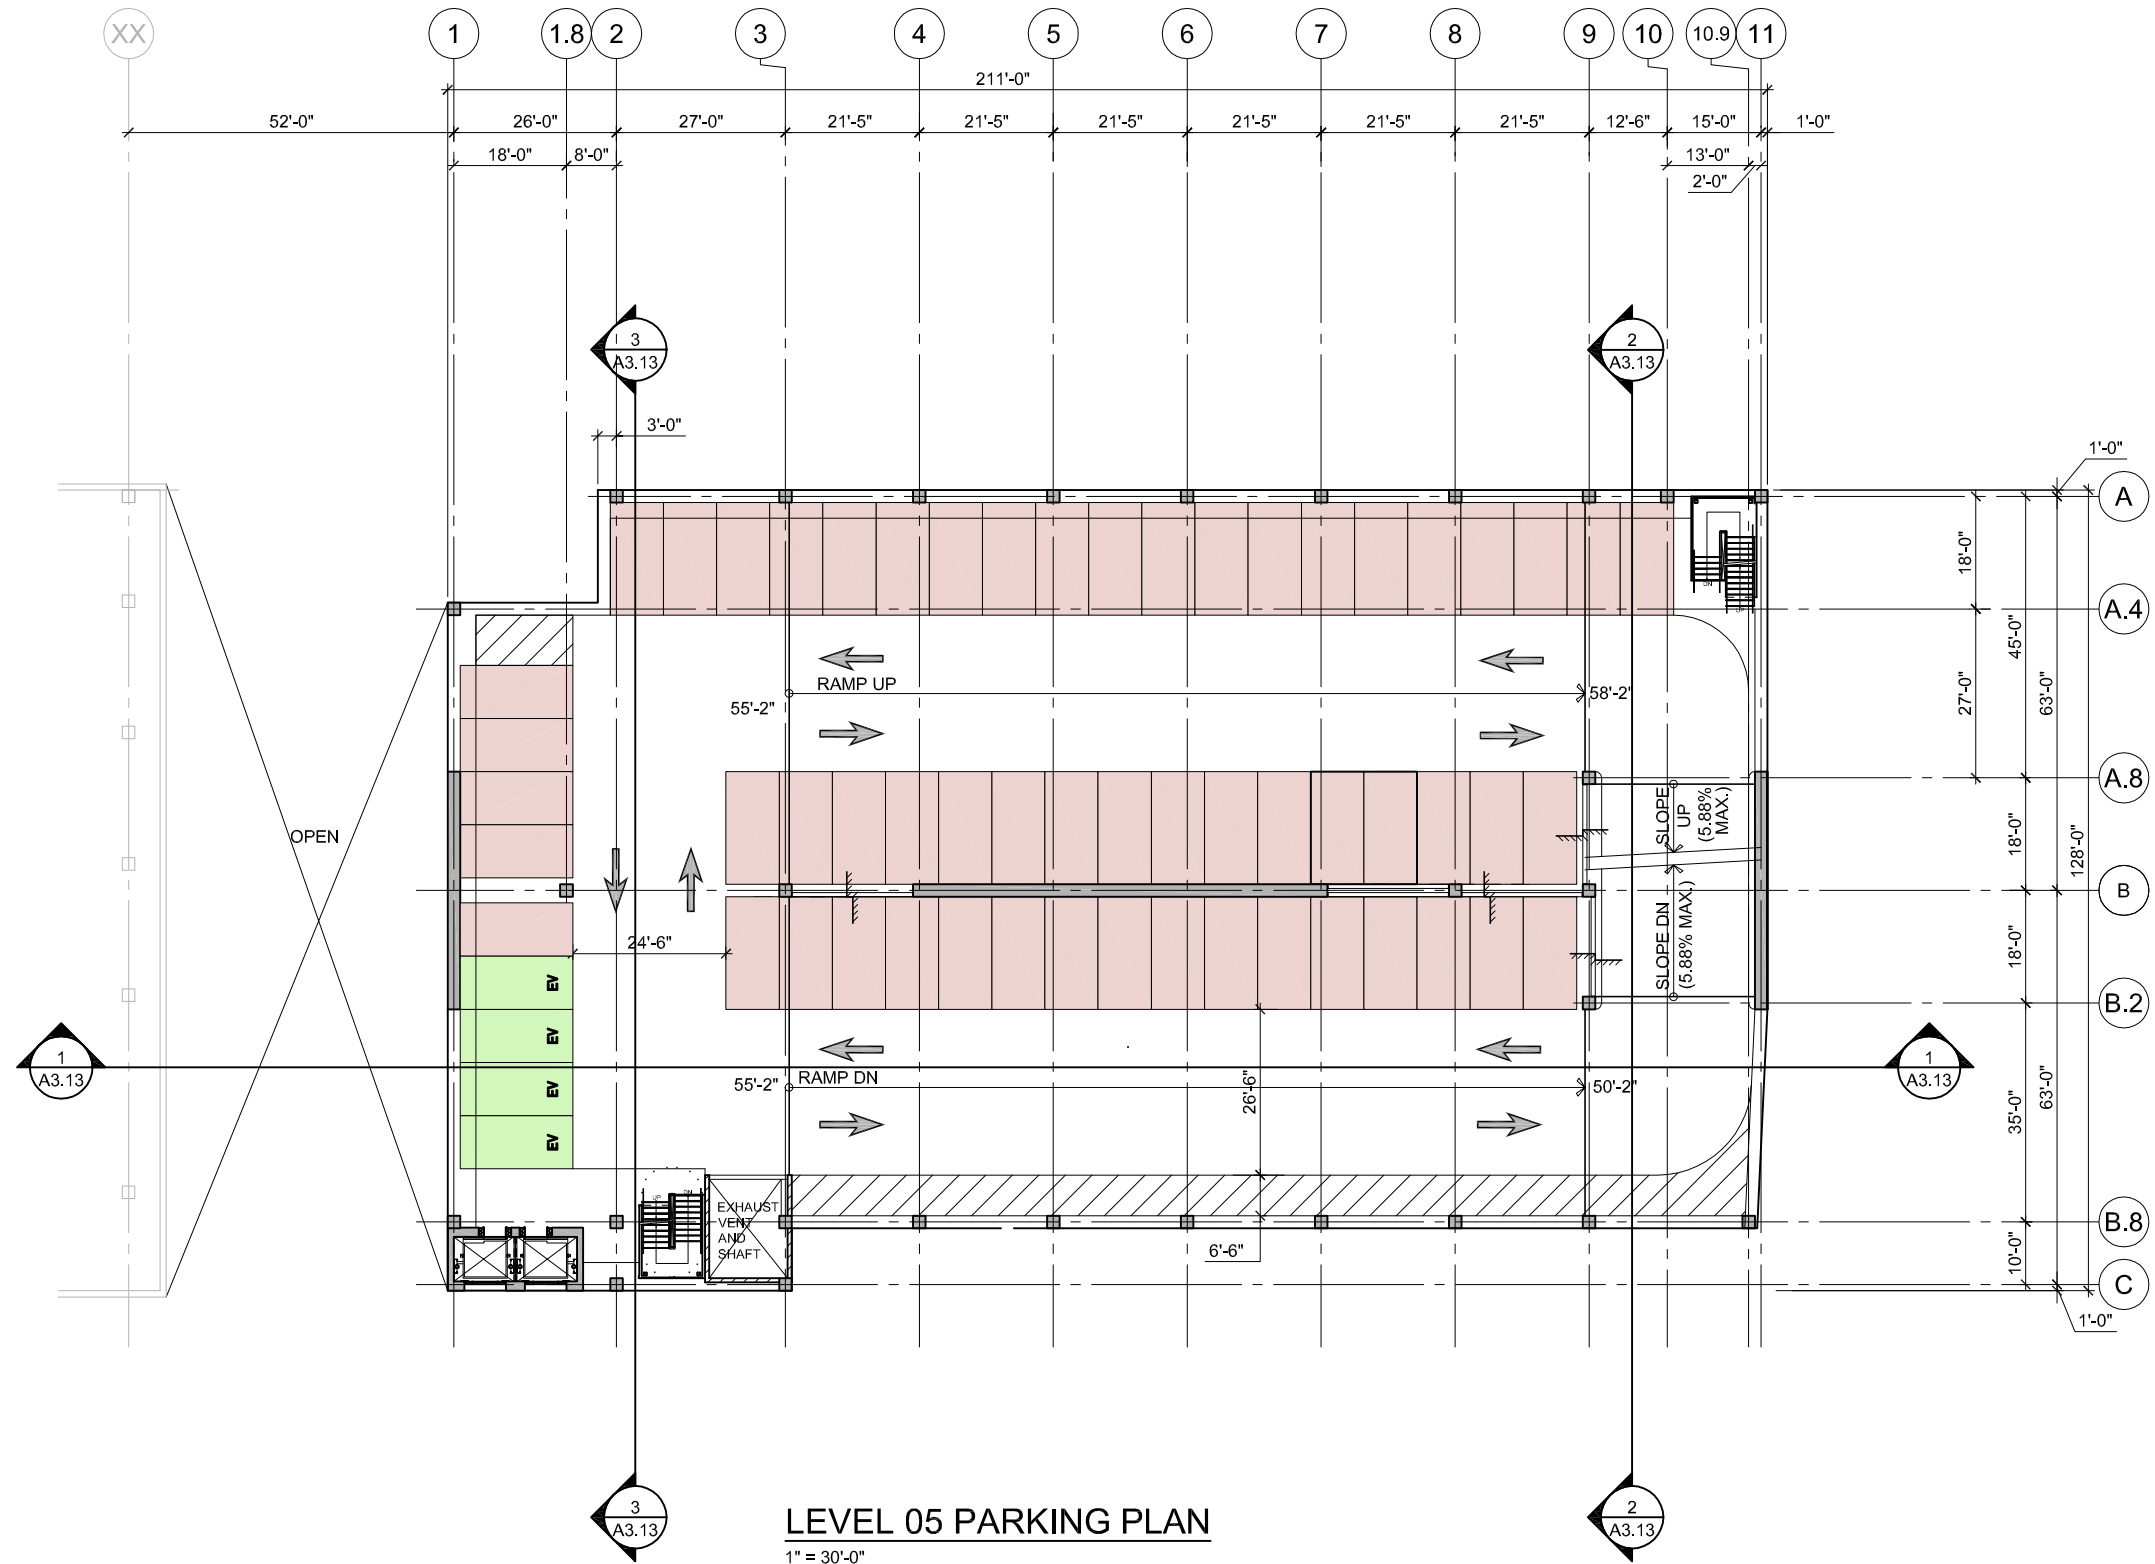 XX
1
1.8
2
3
4
5
6
7
8
9
10
10.9
11
211'-0"
52'-0"
26'-0"
27'-0"
21'-5"
21'-5"
21'-5"
21'-5"
21'-5"
21'-5"
12'-6"
15'-0"
1'-0"
18'-0"
8'-0"
13'-0"
2'-0"
3
A3.13
2
A3.13
3'-0"
1'-0"
A
18'-0"
DN
UP
A.4
45'-0"
27'-0"
63'-0"
RAMP UP
55'-2"
58'-2"
A.8
OPEN
SLOPE
UP
(5.88%
MAX.)
18'-0"
128'-0"
B
24'-6"
SLOPE DN
(5.88% MAX.)
18'-0"
EV
EV
EV
EV
B.2
1
A3.13
1
A3.13
55'-2"
RAMP DN
50'-2"
26'-6"
35'-0"
63'-0"
UP
DN
EXHAUST
VENT
AND
SHAFT
6'-6"
B.8
10'-0"
C
1'-0"
3
A3.13
2
A3.13
LEVEL 05 PARKING PLAN
1" = 30'-0"